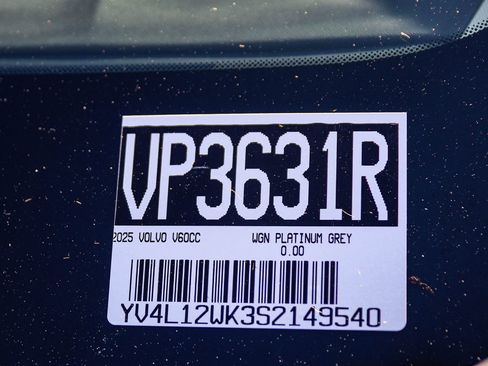 VP3631R
2025 VOLVO V60CC WGN PLATINUM GREY
0.00
YV4L12WK3S2149540